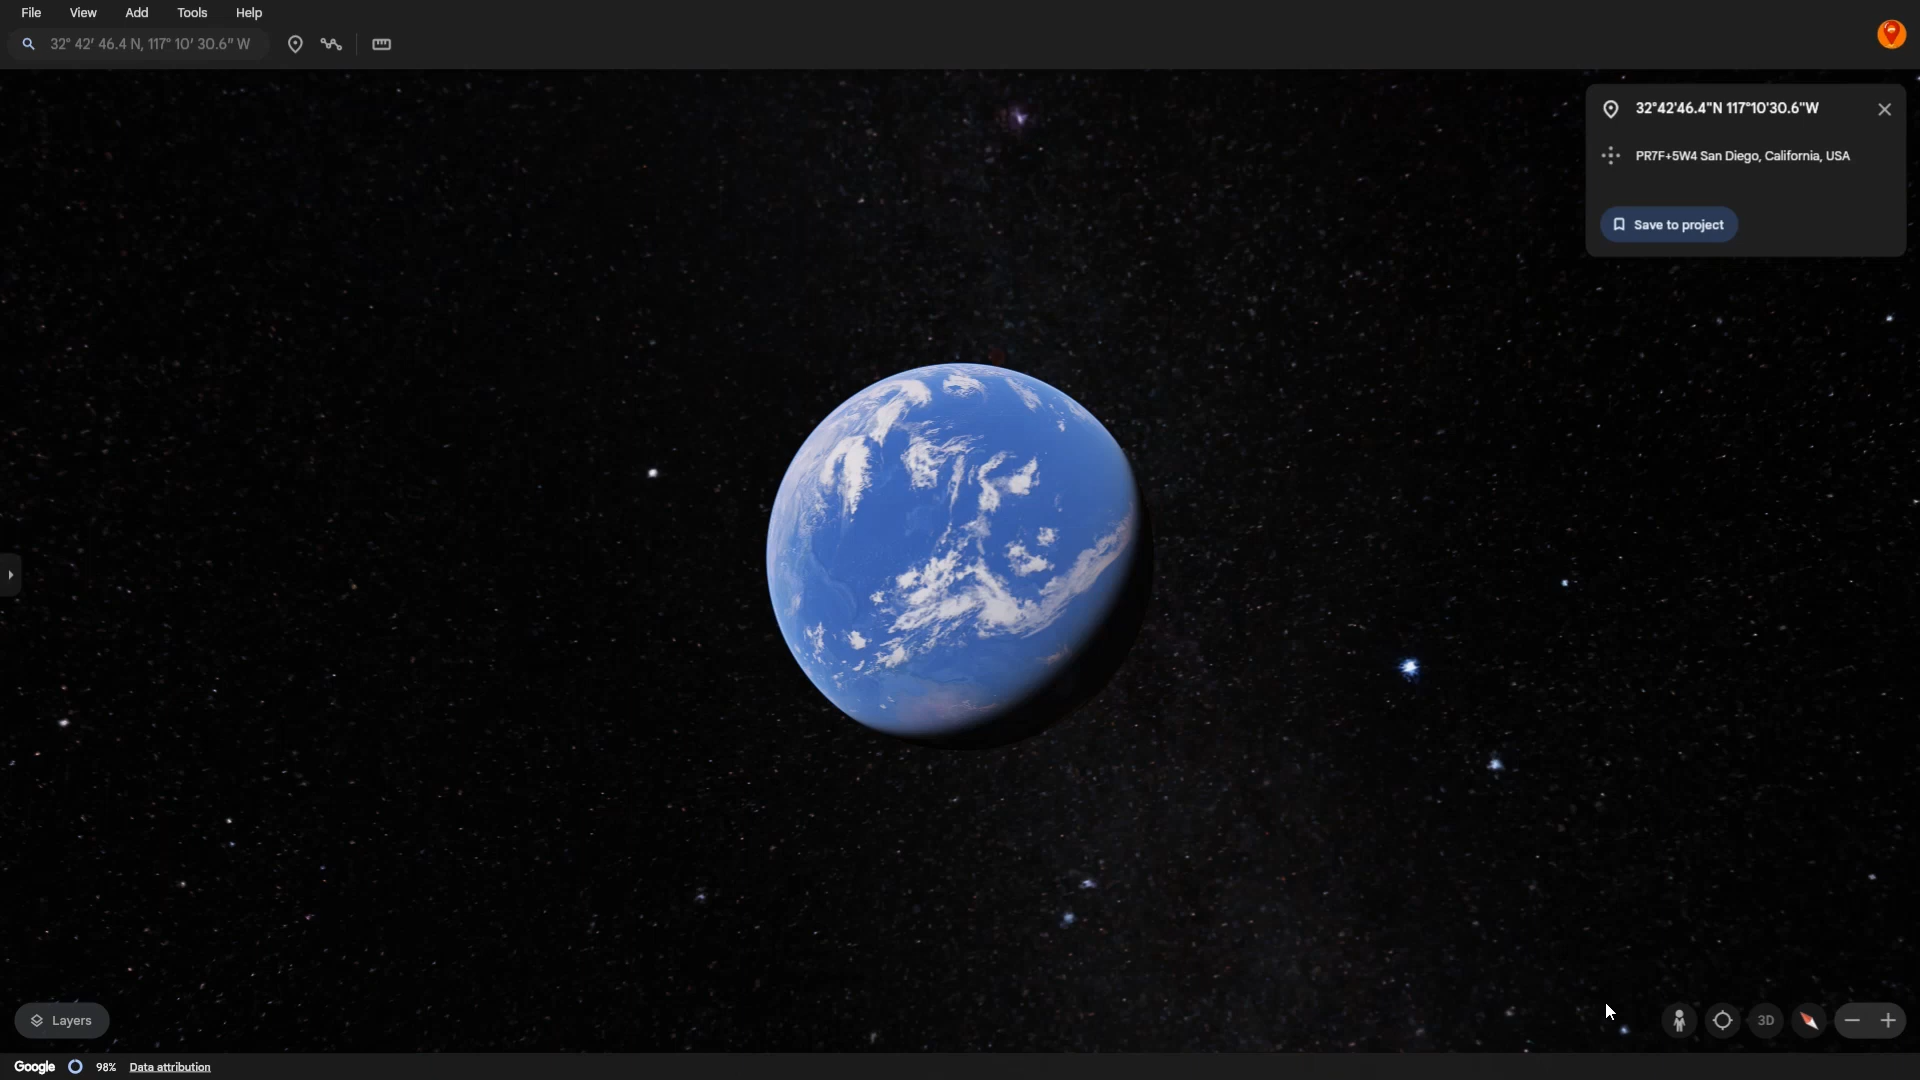 File View Add Tools Help
32° 42' 46.4 N, 117° 10' 30.6" W
32°42'46.4"N 117°10'30.6"W
PR7F+5W4 San Diego, California, USA
Save to project
Layers
3D
Google 98% Data attribution